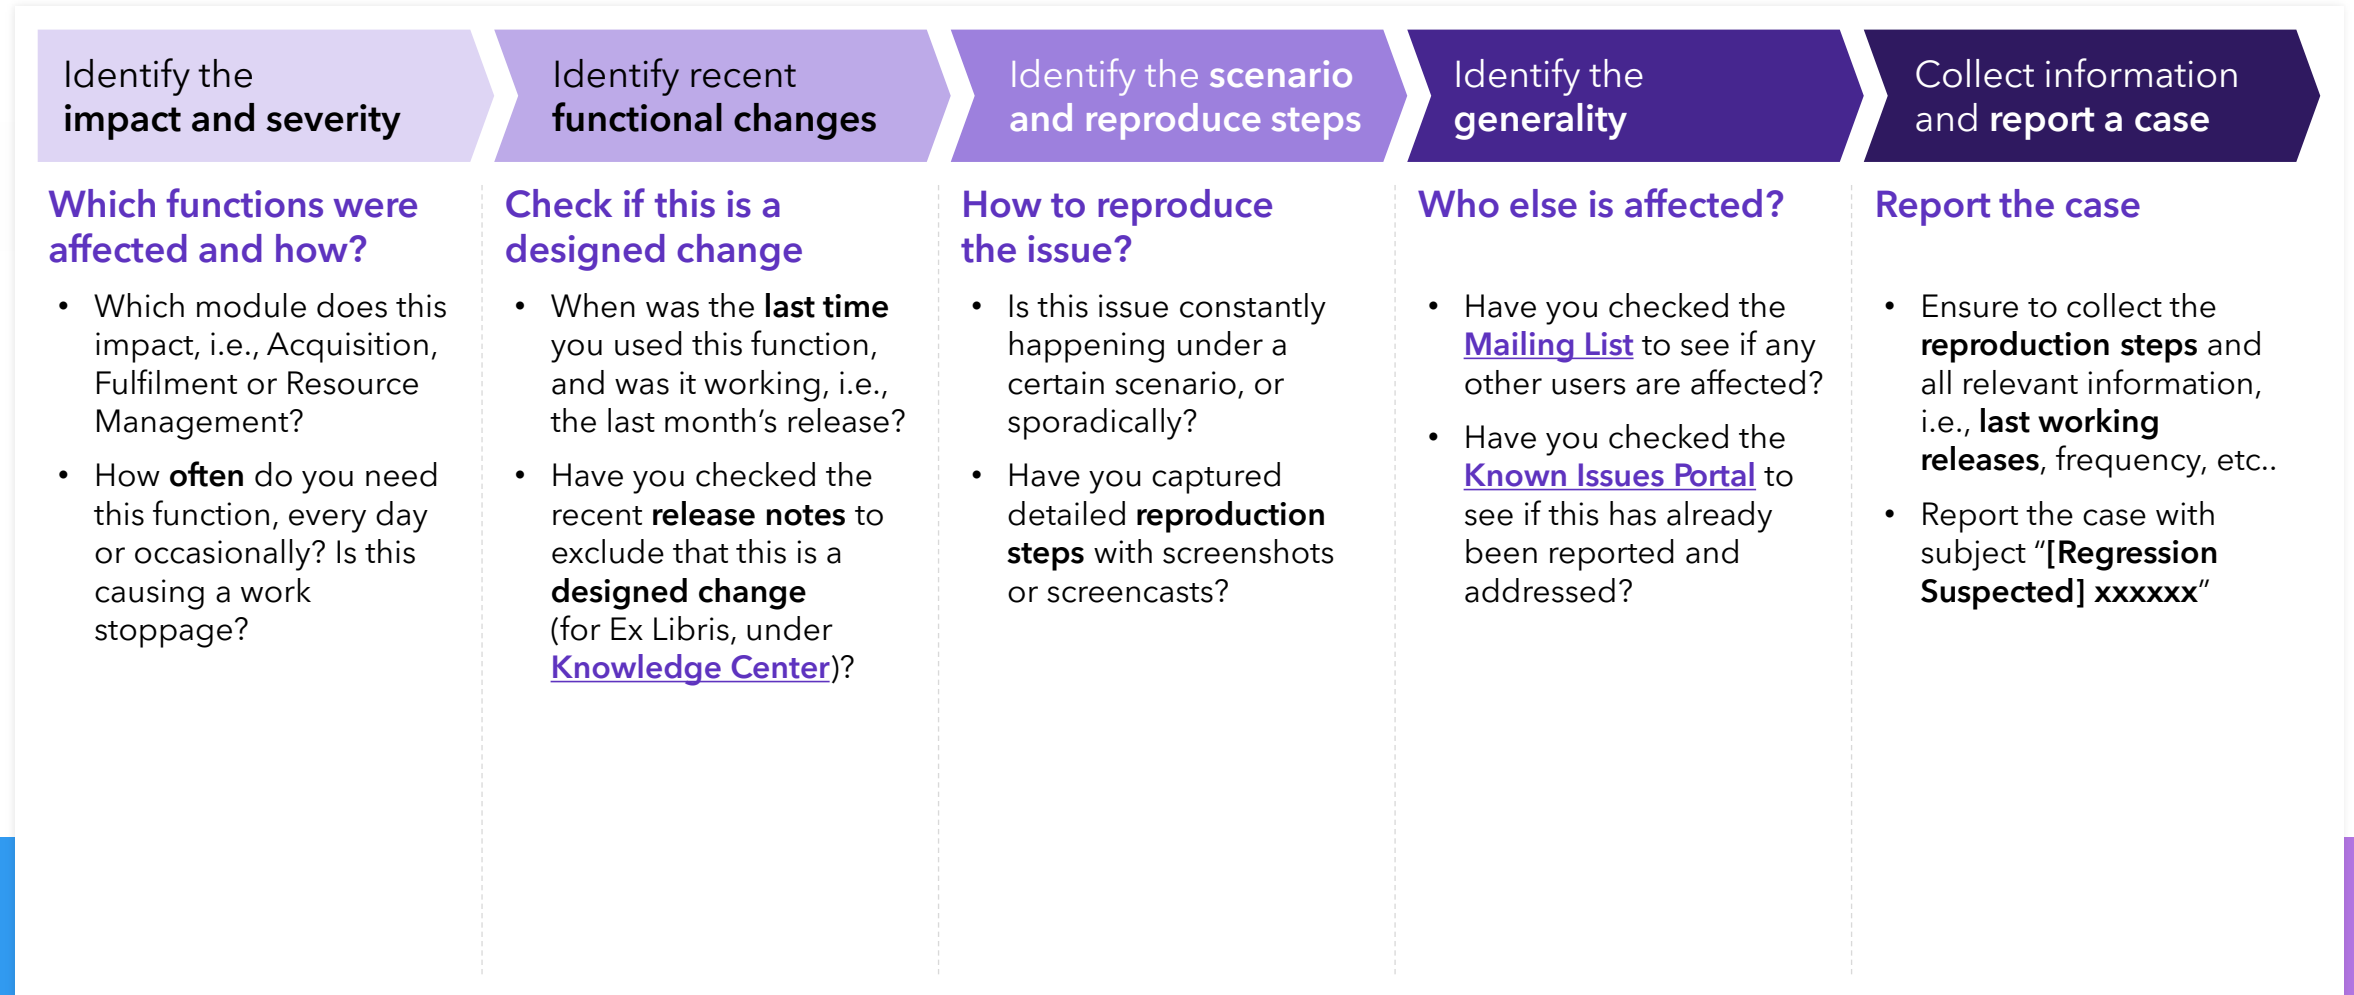 Identify the
impact and severity
Identify recent
functional changes
Identify the scenario
and reproduce steps
Identify the
generality
Collect information
and report a case
Which functions were
affected and how?
• Which module does this
impact, i.e., Acquisition,
Fulfilment or Resource
Management?
• How often do you need
this function, every day
or occasionally? Is this
causing a work
stoppage?
Check if this is a
designed change
• When was the last time
you used this function,
and was it working, i.e.,
the last month’s release?
• Have you checked the
recent release notes to
exclude that this is a
designed change
(for Ex Libris, under
Knowledge Center)?
How to reproduce
the issue?
• Is this issue constantly
happening under a
certain scenario, or
sporadically?
• Have you captured
detailed reproduction
steps with screenshots
or screencasts?
Who else is affected?
• Have you checked the
Mailing List to see if any
other users are affected?
• Have you checked the
Known Issues Portal to
see if this has already
been reported and
addressed?
Report the case
• Ensure to collect the
reproduction steps and
all relevant information,
i.e., last working
releases, frequency, etc..
• Report the case with
subject “[Regression
Suspected] xxxxxx”